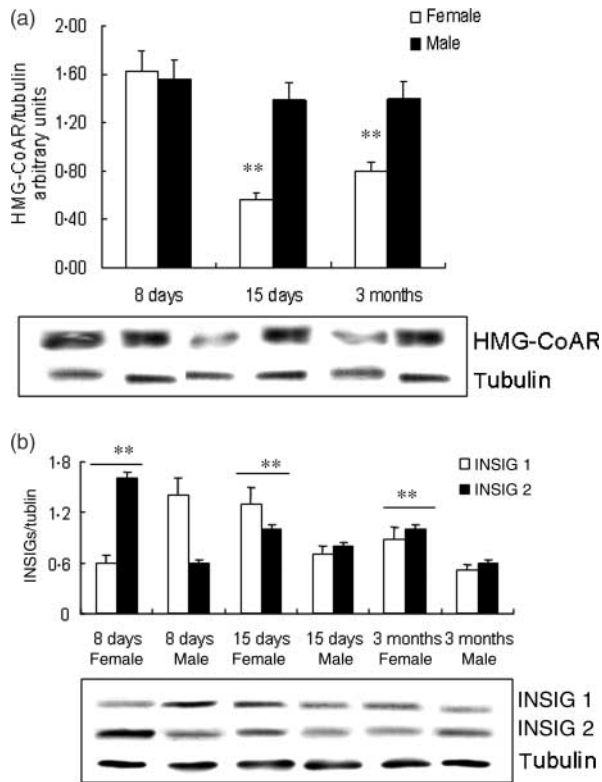 (a)
HMG-CoAR/tubulin
arbitrary units
2·00
1·60
1·20
0·80
0·40
0·00
Female
Male
**
**
8 days
15 days
3 months
HMG-CoAR
Tubulin
(b)
INSIGs/tublin
1·8
1·2
0·6
0
**
**
**
INSIG 1
INSIG 2
8 days 8 days 15 days 15 days 3 months 3 months
Female Male Female Male Female Male
INSIG 1
INSIG 2
Tubulin